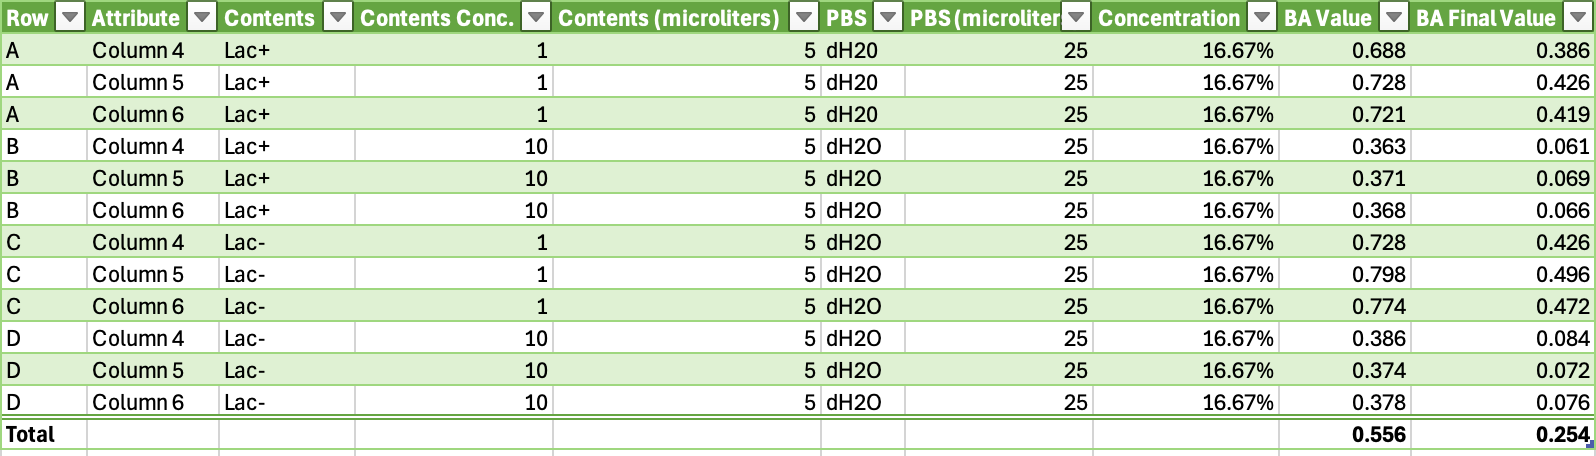 Row Attribute Contents Contents Conc. Contents (microliters) PBS PBS (microliter Concentration BA Value BA Final Value
A Column 4 Lac+ 1 5 dH20 25 16.67% 0.688 0.386
A Column 5 Lac+ 1 5 dH20 25 16.67% 0.728 0.426
A Column 6 Lac+ 1 5 dH20 25 16.67% 0.721 0.419
B Column 4 Lac+ 10 5 dH2O 25 16.67% 0.363 0.061
B Column 5 Lac+ 10 5 dH2O 25 16.67% 0.371 0.069
B Column 6 Lac+ 10 5 dH2O 25 16.67% 0.368 0.066
C Column 4 Lac- 1 5 dH2O 25 16.67% 0.728 0.426
C Column 5 Lac- 1 5 dH2O 25 16.67% 0.798 0.496
C Column 6 Lac- 1 5 dH2O 25 16.67% 0.774 0.472
D Column 4 Lac- 10 5 dH2O 25 16.67% 0.386 0.084
D Column 5 Lac- 10 5 dH2O 25 16.67% 0.374 0.072
D Column 6 Lac- 10 5 dH2O 25 16.67% 0.378 0.076
Total 0.556 0.254